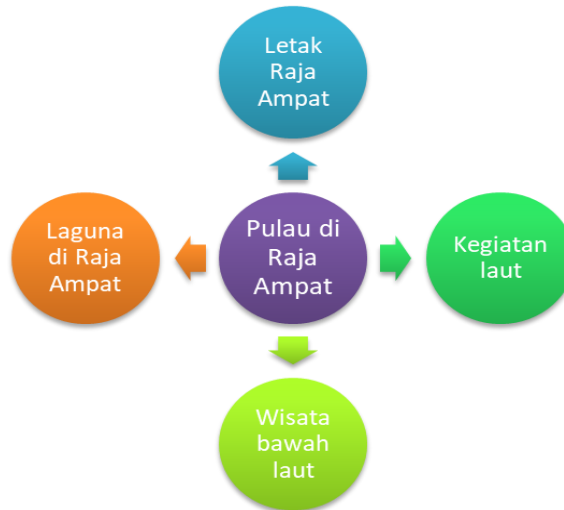 Letak
Raja
Ampat
Laguna
di Raja
Ampat
Pulau di
Raja
Ampat
Kegiatan
laut
Wisata
bawah
laut